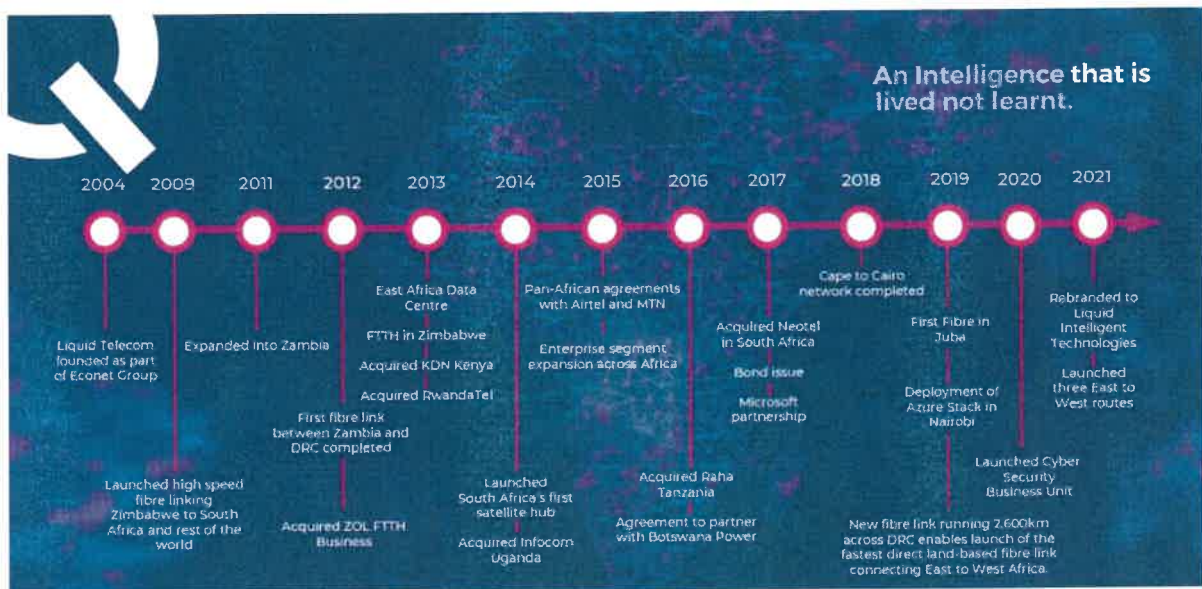 An Intelligence that is
lived not learnt.
2004
2009
2011
2012
2013
2014
2015
2016
2017
2018
2019
2020
2021
Liquid Telecom
founded as part
of Econet Group
Launched high speed
fibre linking
Zimbabwe to South
Africa and rest of the
world
Expanded into Zambia
First fibre link
between Zambia and
DRC completed
Acquired ZOL FTTH
Business
East Africa Data
Centre
FTTH in Zimbabwe
Acquired KDN Kenya
Acquired RwandaTel
Launched
South Africa's first
satellite hub
Acquired Infocom
Uganda
Pan-African agreements
with Airtel and MTN
Enterprise segment
expansion across Africa
Acquired Raha
Tanzania
Agreement to partner
with Botswana Power
Acquired Neotel
in South Africa
Bond issue
Microsoft
partnership
Cape to Cairo
network completed
First Fibre in
Juba
Deployment of
Azure Stack in
Nairobi
New fibre link running 2,600km
across DRC enables launch of the
fastest direct land-based fibre link
connecting East to West Africa.
Launched Cyber
Security
Business Unit
Rebranded to
Liquid
Intelligent
Technologies
Launched
three East to
West routes